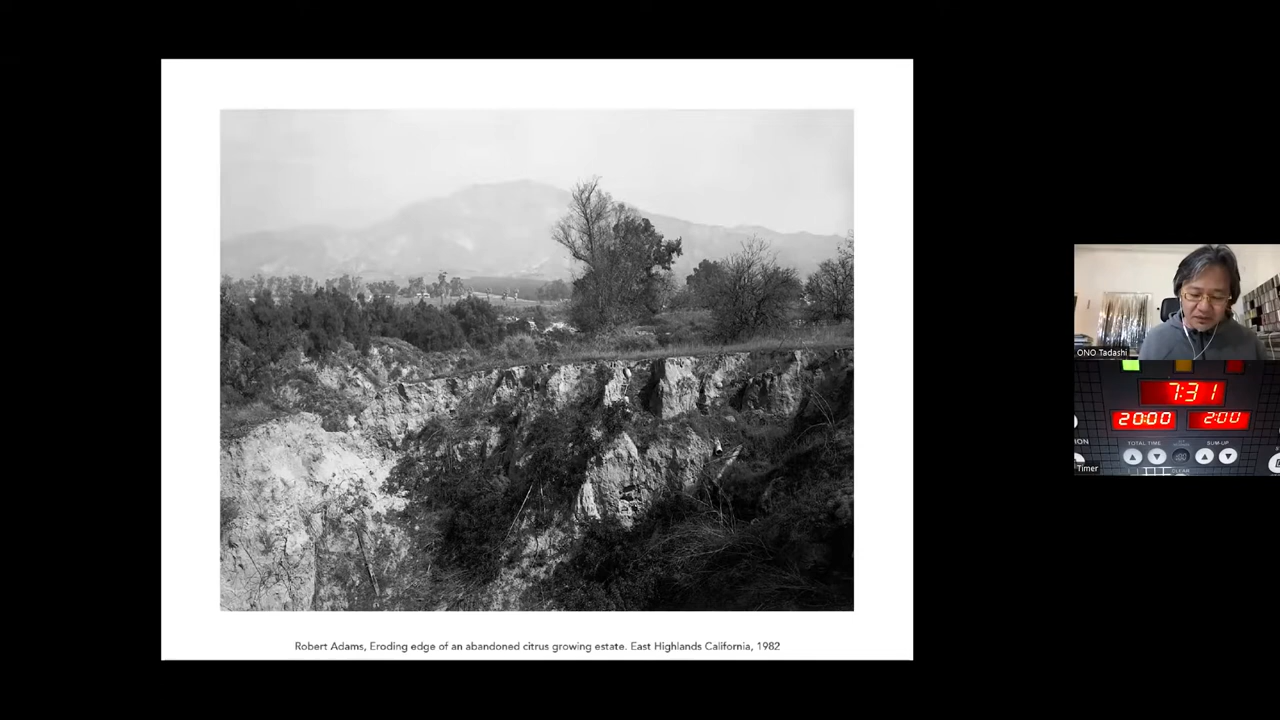 Robert Adams, Eroding edge of an abandoned citrus growing estate. East Highlands California, 1982
ONO Tadashi
7:31
20:00 2:00
TOTAL TIME SUM-UP
CLEAR
Timer